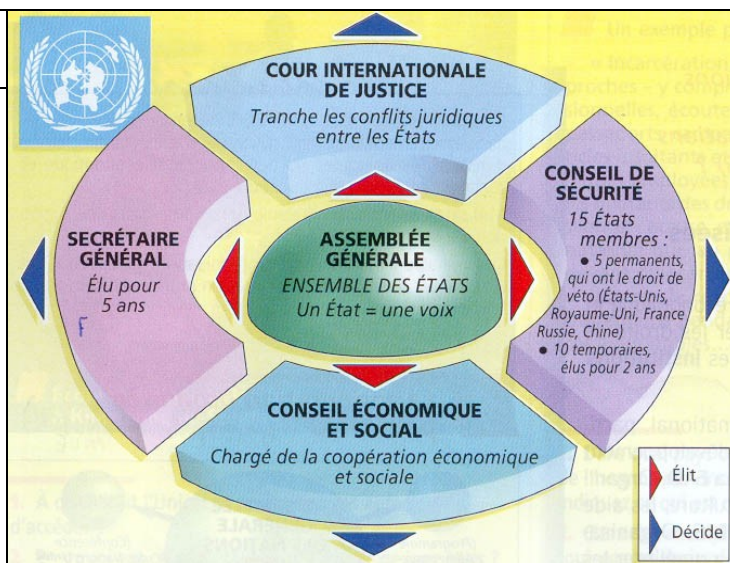 COUR INTERNATIONALE
DE JUSTICE
Tranche les conflits juridiques
entre les États
SECRÉTAIRE
GÉNÉRAL
Élu pour
5 ans
F
ASSEMBLÉE
GÉNÉRALE
ENSEMBLE DES ÉTATS
Un État = une voix
CONSEIL DE
SÉCURITÉ
15 États
membres :
● 5 permanents,
qui ont le droit de
véto (États-Unis,
Royaume-Uni, France
Russie, Chine)
● 10 temporaires,
élus pour 2 ans
CONSEIL ÉCONOMIQUE
ET SOCIAL
Chargé de la coopération économique
et sociale
Élit
Décide